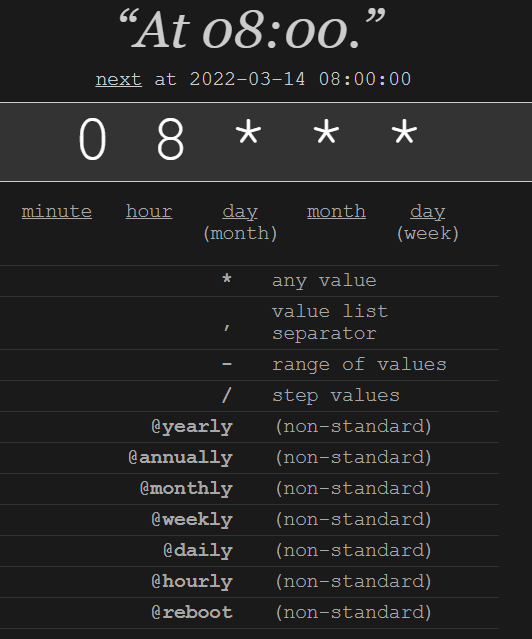 “At 08:00.”
next at 2022-03-14 08:00:00
0 8 * * *
minute hour day month day
(month) (week)
* any value
, value list
separator
- range of values
/ step values
@yearly (non-standard)
@annually (non-standard)
@monthly (non-standard)
@weekly (non-standard)
@daily (non-standard)
@hourly (non-standard)
@reboot (non-standard)